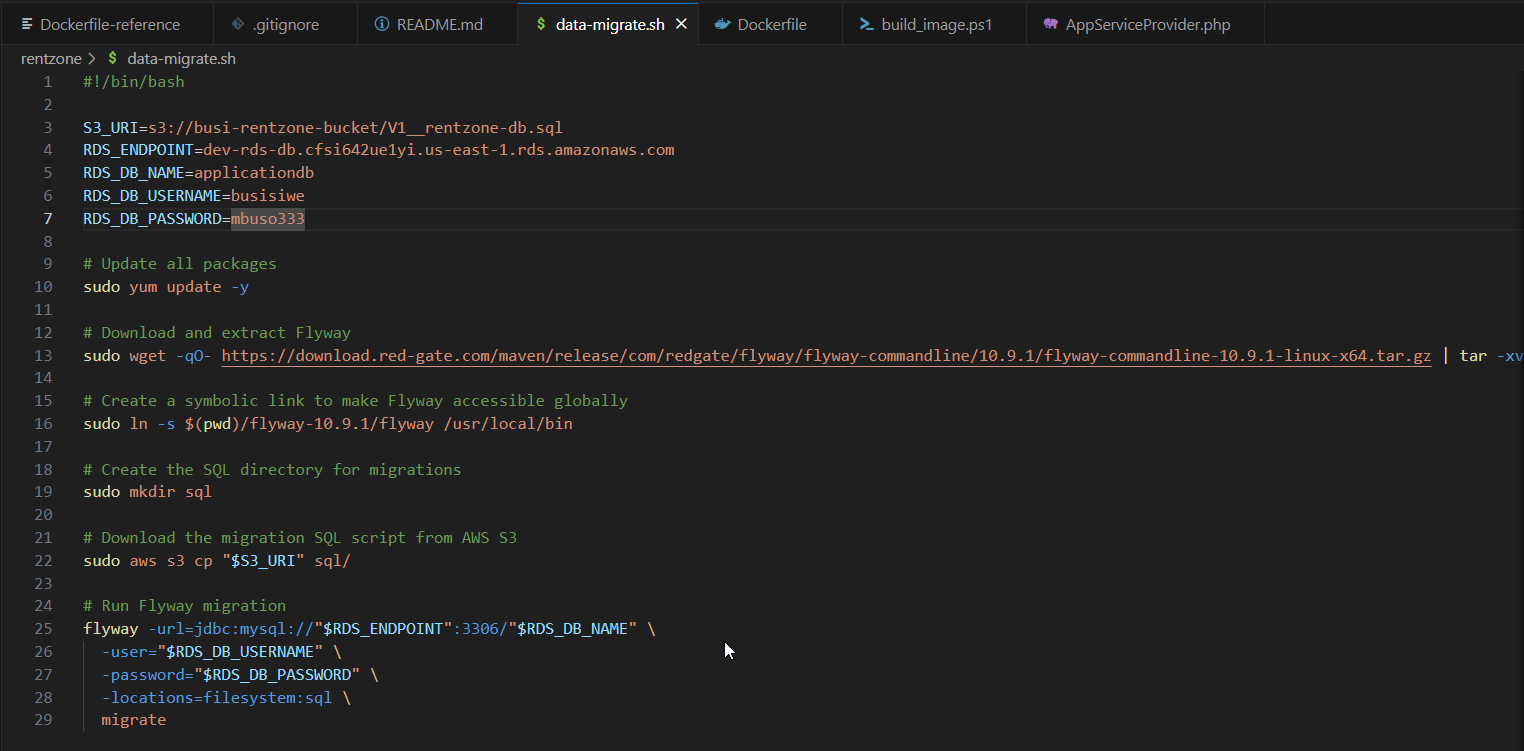 Dockerfile-reference .gitignore README.md data-migrate.sh Dockerfile build_image.ps1 AppServiceProvider.php
rentzone > $ data-migrate.sh
1 #!/bin/bash
2
3 S3_URI=s3://busi-rentzone-bucket/V1__rentzone-db.sql
4 RDS_ENDPOINT=dev-rds-db.cfsi642ue1yi.us-east-1.rds.amazonaws.com
5 RDS_DB_NAME=applicationdb
6 RDS_DB_USERNAME=busisiwe
7 RDS_DB_PASSWORD=mbuso333
8
9 # Update all packages
10 sudo yum update -y
11
12 # Download and extract Flyway
13 sudo wget -qO- https://download.red-gate.com/maven/release/com/redgate/flyway/flyway-commandline/10.9.1/flyway-commandline-10.9.1-linux-x64.tar.gz | tar -xv
14
15 # Create a symbolic link to make Flyway accessible globally
16 sudo ln -s $(pwd)/flyway-10.9.1/flyway /usr/local/bin
17
18 # Create the SQL directory for migrations
19 sudo mkdir sql
20
21 # Download the migration SQL script from AWS S3
22 sudo aws s3 cp "$S3_URI" sql/
23
24 # Run Flyway migration
25 flyway -url=jdbc:mysql://"$RDS_ENDPOINT":3306/"$RDS_DB_NAME" \
26 -user="$RDS_DB_USERNAME" \
27 -password="$RDS_DB_PASSWORD" \
28 -locations=filesystem:sql \
29 migrate